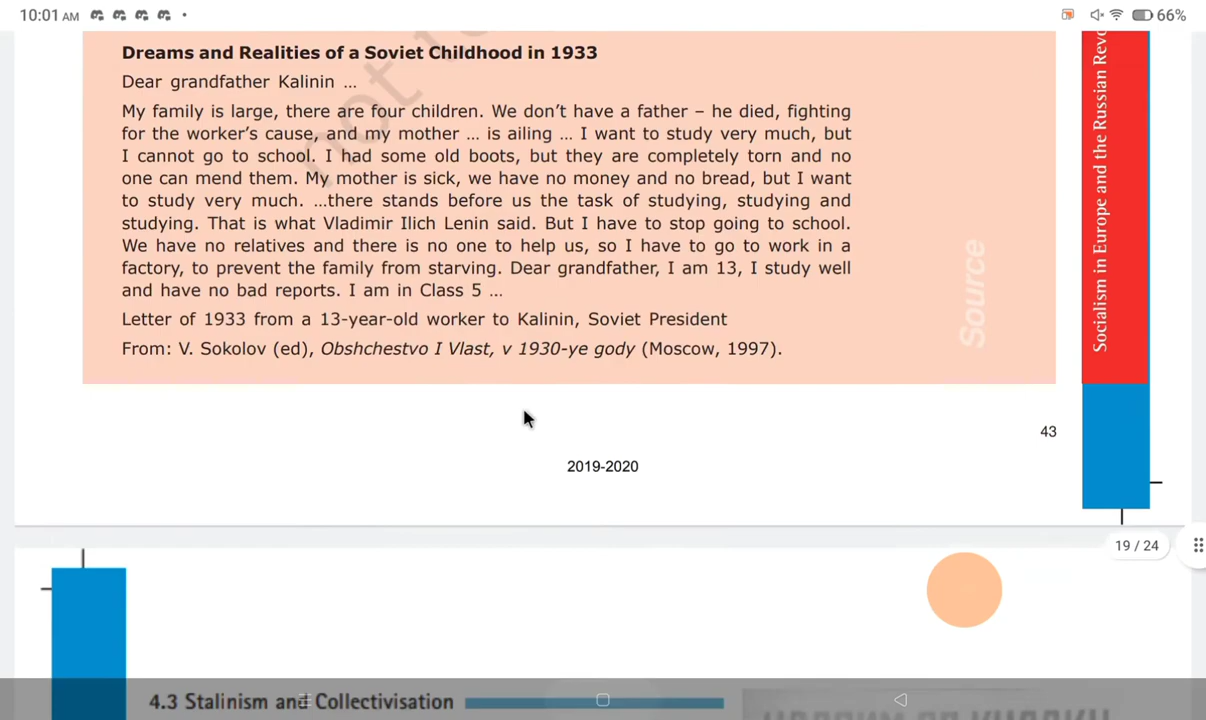 10:01 AM
66%
Dreams and Realities of a Soviet Childhood in 1933
Dear grandfather Kalinin ...
My family is large, there are four children. We don't have a father – he died, fighting
for the worker's cause, and my mother ... is ailing ... I want to study very much, but
I cannot go to school. I had some old boots, but they are completely torn and no
one can mend them. My mother is sick, we have no money and no bread, but I want
to study very much. ...there stands before us the task of studying, studying and
studying. That is what Vladimir Ilich Lenin said. But I have to stop going to school.
We have no relatives and there is no one to help us, so I have to go to work in a
factory, to prevent the family from starving. Dear grandfather, I am 13, I study well
and have no bad reports. I am in Class 5 ...
Letter of 1933 from a 13-year-old worker to Kalinin, Soviet President
From: V. Sokolov (ed), Obshchestvo I Vlast, v 1930-ye gody (Moscow, 1997).
Source
Socialism in Europe and the Russian
not
43
2019-2020
19 / 24
4.3 Stalinism and Collectivisation